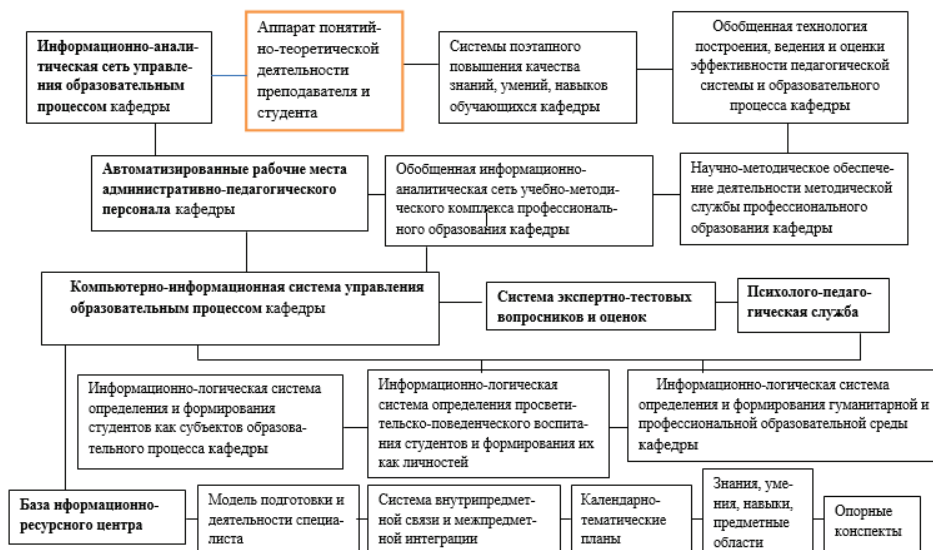 Информационно-анали-
тическая сеть управле-
ния образовательным
процессом кафедры
Аппарат понятий-
но-теоретической
деятельности
преподавателя и
студента
Системы поэтапного
повышения качества
знаний, умений, навыков
обучающихся кафедры
Обобщенная технология
построения, ведения и оценки
эффективности педагогической
системы и образовательного
процесса кафедры
Автоматизированные рабочие места
административно-педагогического
персонала кафедры
Обобщенная информационно-
аналитическая сеть учебно-методи-
ческого комплекса профессиональ-
ного образования кафедры
Научно-методическое обеспече-
ние деятельности методической
службы профессионального
образования кафедры
Компьютерно-информационная система управления
образовательным процессом кафедры
Система экспертно-тестовых
вопросников и оценок
Психолого-педаго-
гическая служба
Информационно-логическая система
определения и формирования
студентов как субъектов образова-
тельного процесса кафедры
Информационно-логическая
система определения просвети-
тельско-поведенческого воспита-
ния студентов и формирования их
как личностей
Информационно-логическая система
определения и формирования гуманитарной и
профессиональной образовательной среды
кафедры
База нформационно-
ресурсного центра
Модель подготовки и
деятельности специа-
листа
Система внутрипредмет-
ной связи и межпредмет-
ной интеграции
Календарно-
тематические
планы
Знания, уме-
ния, навыки,
предметные
области
Опорные
конспекты